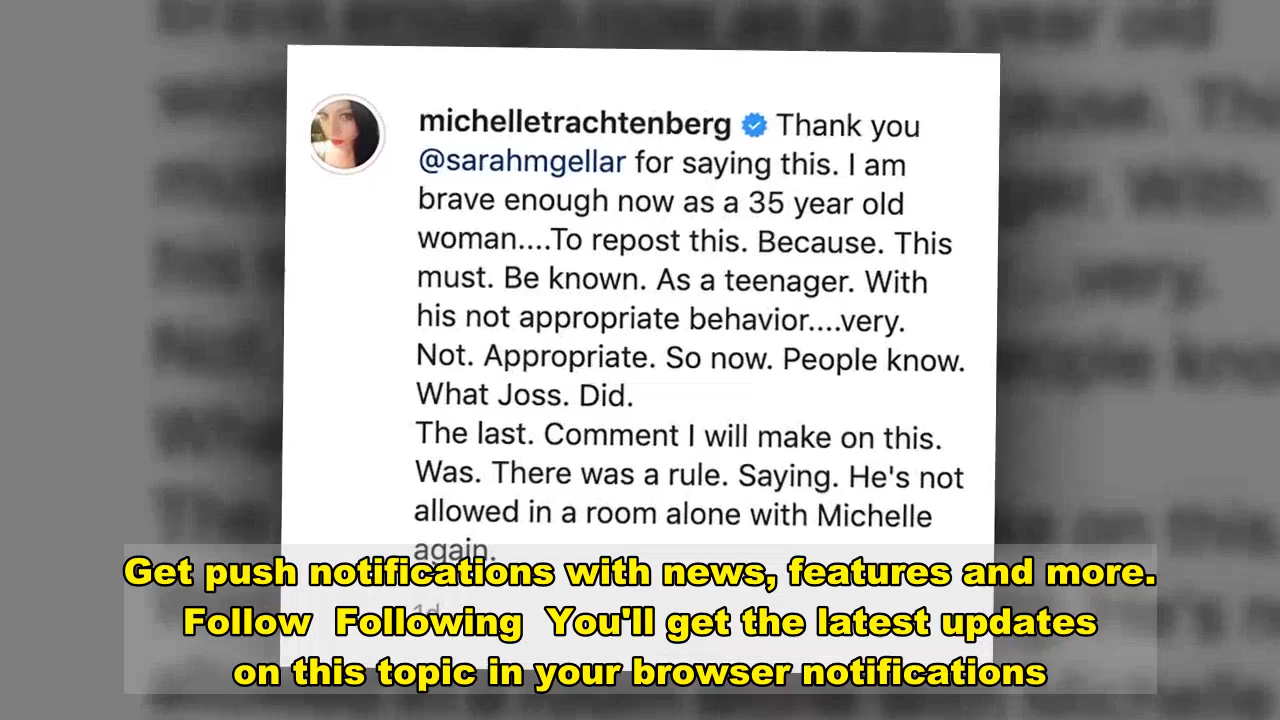 michelletrachtenberg Thank you
@sarahmgellar for saying this. I am
brave enough now as a 35 year old
woman....To repost this. Because. This
must. Be known. As a teenager. With
his not appropriate behavior....very.
Not. Appropriate. So now. People know.
What Joss. Did.
The last. Comment I will make on this.
Was. There was a rule. Saying. He's not
allowed in a room alone with Michelle
again.
1d
Get push notifications with news, features and more.
Follow Following You'll get the latest updates
on this topic in your browser notifications